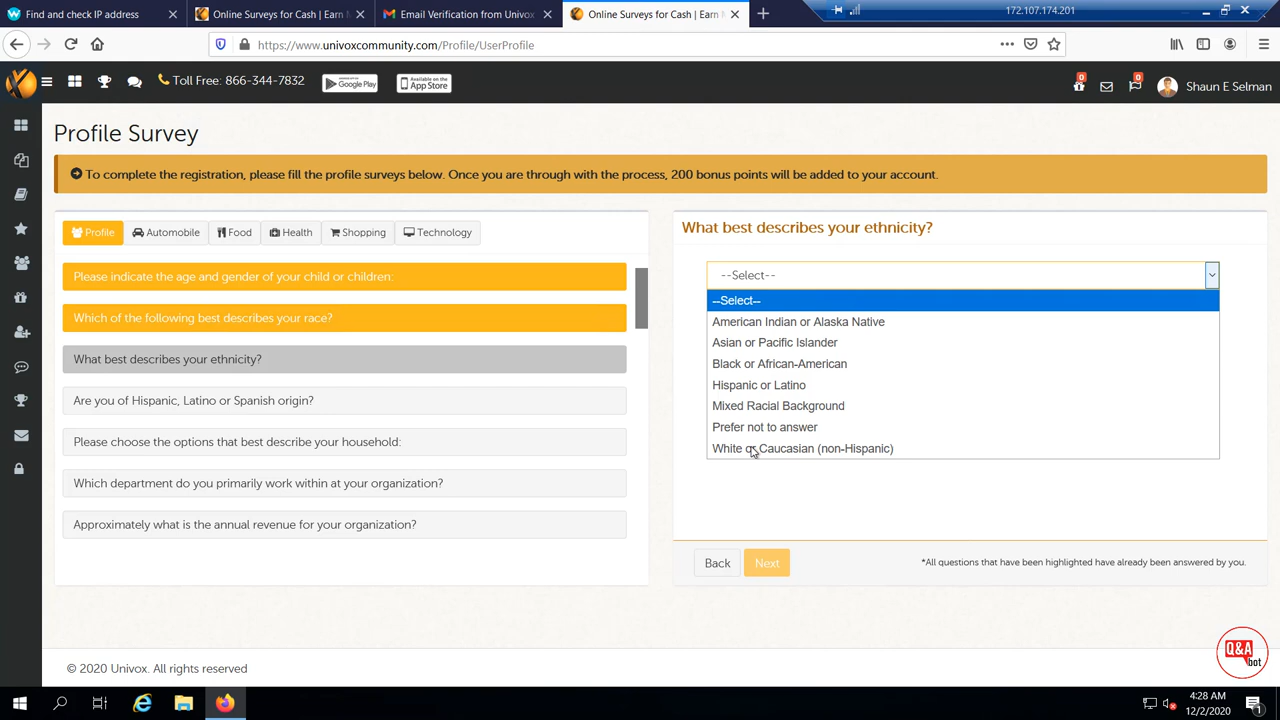 Find and check IP address
Online Surveys for Cash | Earn M
Email Verification from Univox
Online Surveys for Cash | Earn M
172.107.174.201
https://www.univoxcommunity.com/Profile/UserProfile
Toll Free: 866-344-7832
ANDROID APP ON
Google Play
Available on the
App Store
0
0
Shaun E Selman
Profile Survey
To complete the registration, please fill the profile surveys below. Once you are through with the process, 200 bonus points will be added to your account.
Profile
Automobile
Food
Health
Shopping
Technology
Please indicate the age and gender of your child or children:
Which of the following best describes your race?
What best describes your ethnicity?
Are you of Hispanic, Latino or Spanish origin?
Please choose the options that best describe your household:
Which department do you primarily work within at your organization?
Approximately what is the annual revenue for your organization?
What best describes your ethnicity?
--Select--
--Select--
American Indian or Alaska Native
Asian or Pacific Islander
Black or African-American
Hispanic or Latino
Mixed Racial Background
Prefer not to answer
White or Caucasian (non-Hispanic)
Back
Next
*All questions that have been highlighted have already been answered by you.
© 2020 Univox. All rights reserved
Q&A
bot
4:28 AM
12/2/2020
1